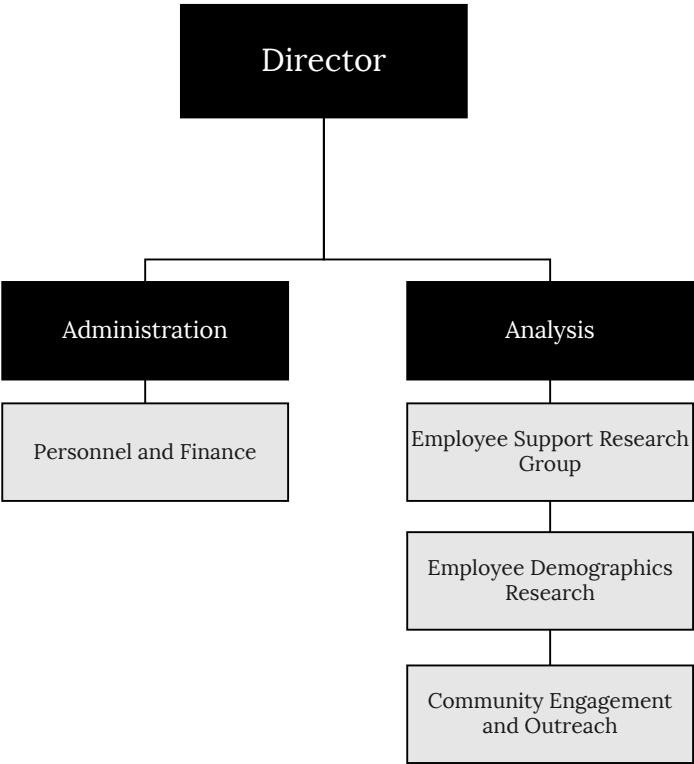 Director
Administration
Analysis
Personnel and Finance
Employee Support Research
Group
Employee Demographics
Research
Community Engagement
and Outreach